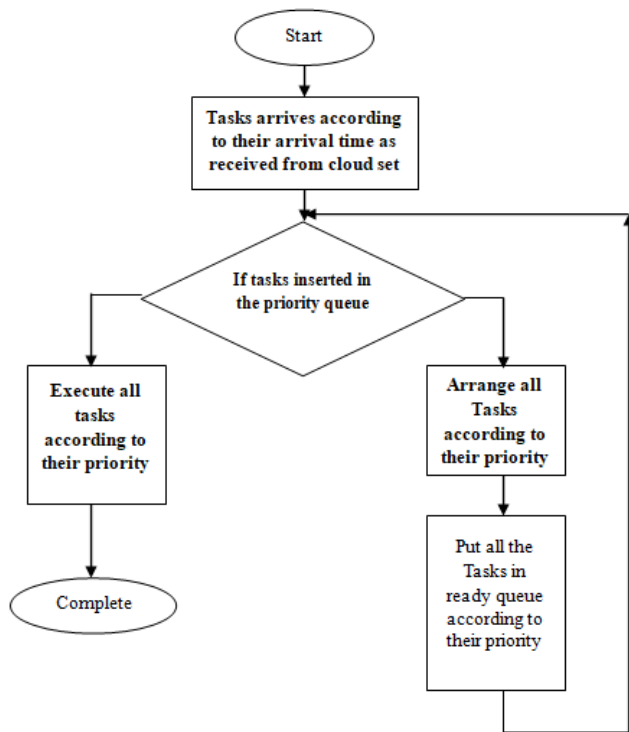 Start
Tasks arrives according
to their arrival time as
received from cloud set
If tasks inserted in
the priority queue
Execute all
tasks
according to
their priority
Complete
Arrange all
Tasks
according to
their priority
Put all the
Tasks in
ready queue
according to
their priority